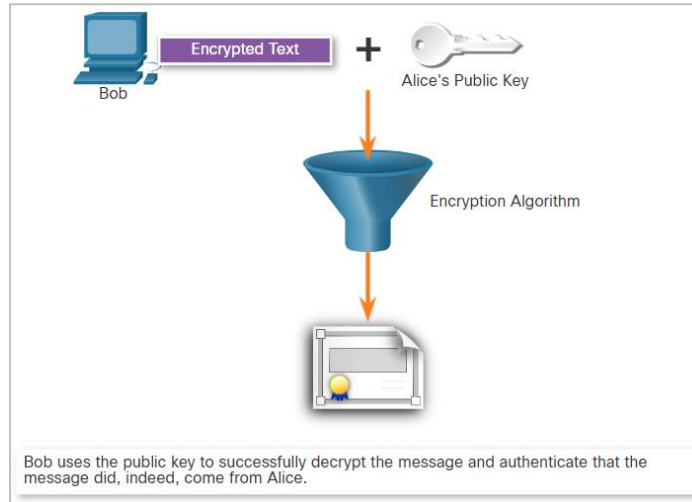 Encrypted Text
Bob
Alice's Public Key
Encryption Algorithm
Bob uses the public key to successfully decrypt the message and authenticate that the
message did, indeed, come from Alice.